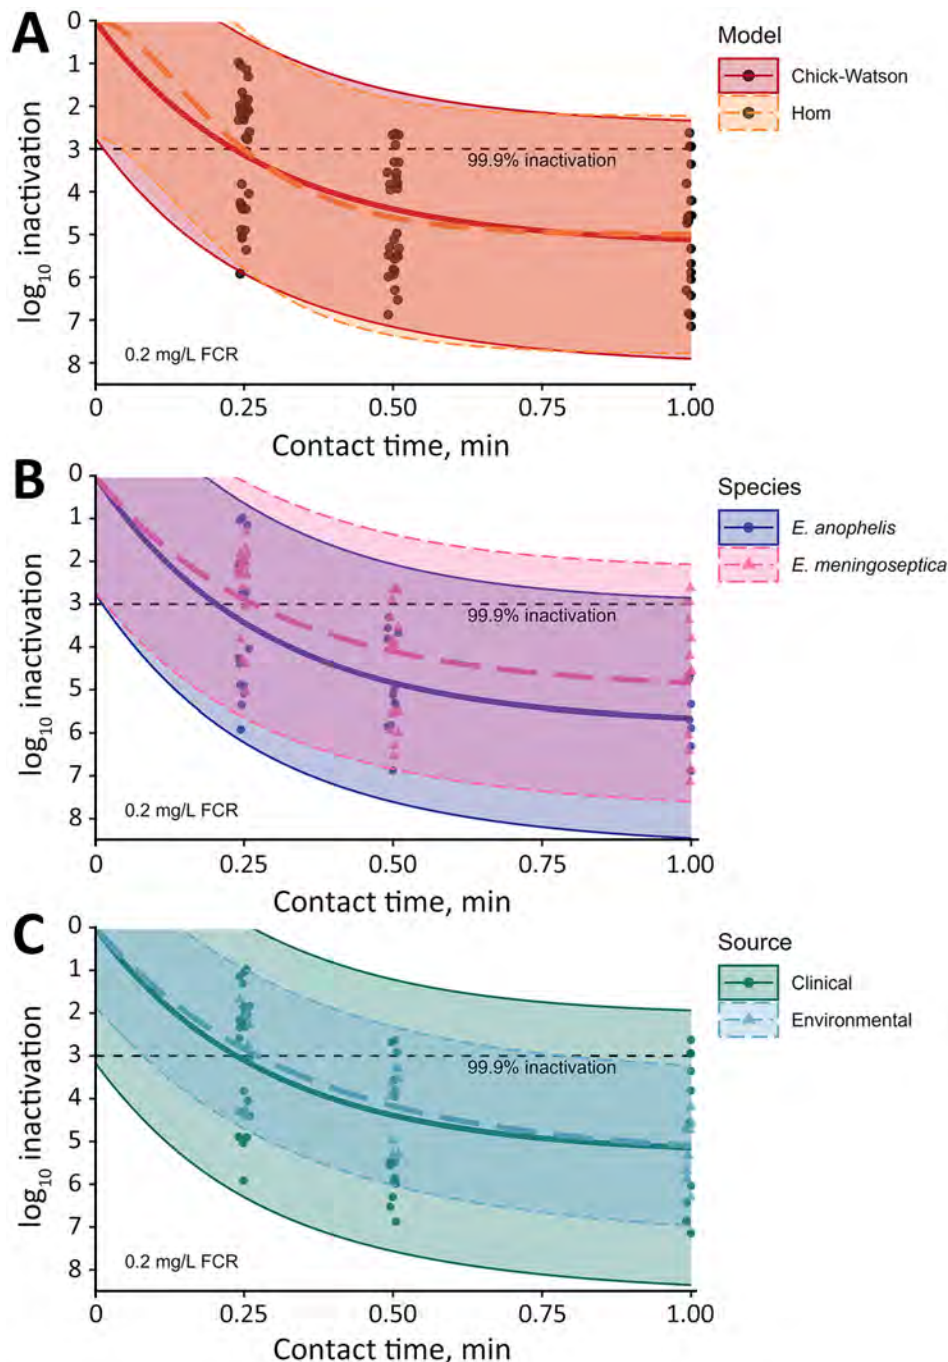 A
0
1
2
3
4
5
6
7
8
log10 inactivation
99.9% inactivation
0.2 mg/L FCR
0 0.25 0.50 0.75 1.00
Contact time, min
Model
Chick-Watson
Hom
B
0
1
2
3
4
5
6
7
8
log10 inactivation
99.9% inactivation
0.2 mg/L FCR
0 0.25 0.50 0.75 1.00
Contact time, min
Species
E. anophelis
E. meningoseptica
C
0
1
2
3
4
5
6
7
8
log10 inactivation
99.9% inactivation
0.2 mg/L FCR
0 0.25 0.50 0.75 1.00
Contact time, min
Source
Clinical
Environmental